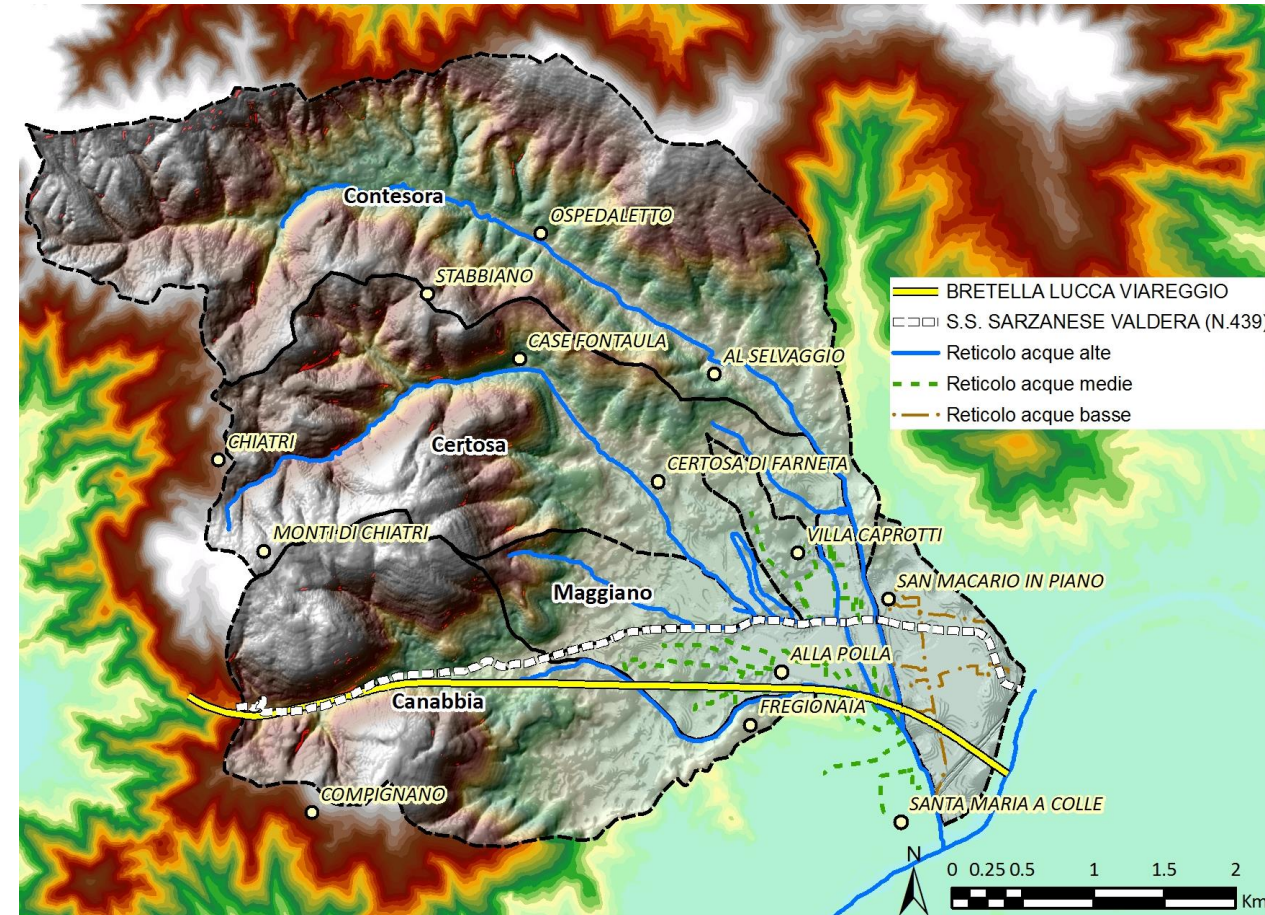 Contesora
OSPEDALETTO
STABBIANO
BRETELLA LUCCA VIAREGGIO
S.S. SARZANESE VALDERA (N.439)
Reticolo acque alte
Reticolo acque medie
Reticolo acque basse
CASE FONTAULA
AL SELVAGGIO
CHIATRI
Certosa
CERTOSA DI FARNETA
MONTI DI CHIATRI
VILLA CAPROTTI
SAN MACARIO IN PIANO
Maggiano
ALLA POLLA
Canabbia
FREGIONAIA
COMPIGNANO
SANTA MARIA A COLLE
N
0 0.25 0.5 1 1.5 2
Km